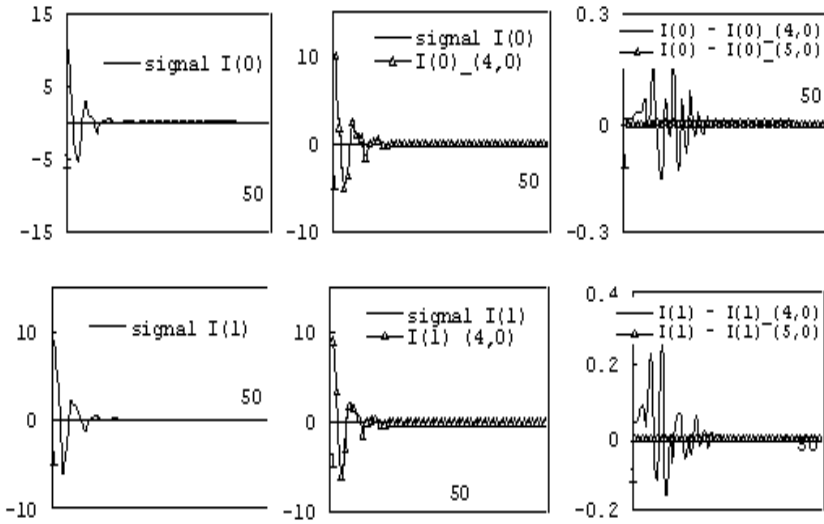 15
5
-5
-15
signal I(0)
50
10
0
-10
signal I(0)
I(0)_(4,0)
50
0.3
0
-0.3
I(0) - I(0)_(4,0)
I(0) - I(0)_(5,0)
50
10
0
-10
signal I(1)
50
10
0
-10
signal I(1)
I(1) (4,0)
50
0.4
0.2
0
-0.2
I(1) - I(1)_(4,0)
I(1) - I(1)_(5,0)
50